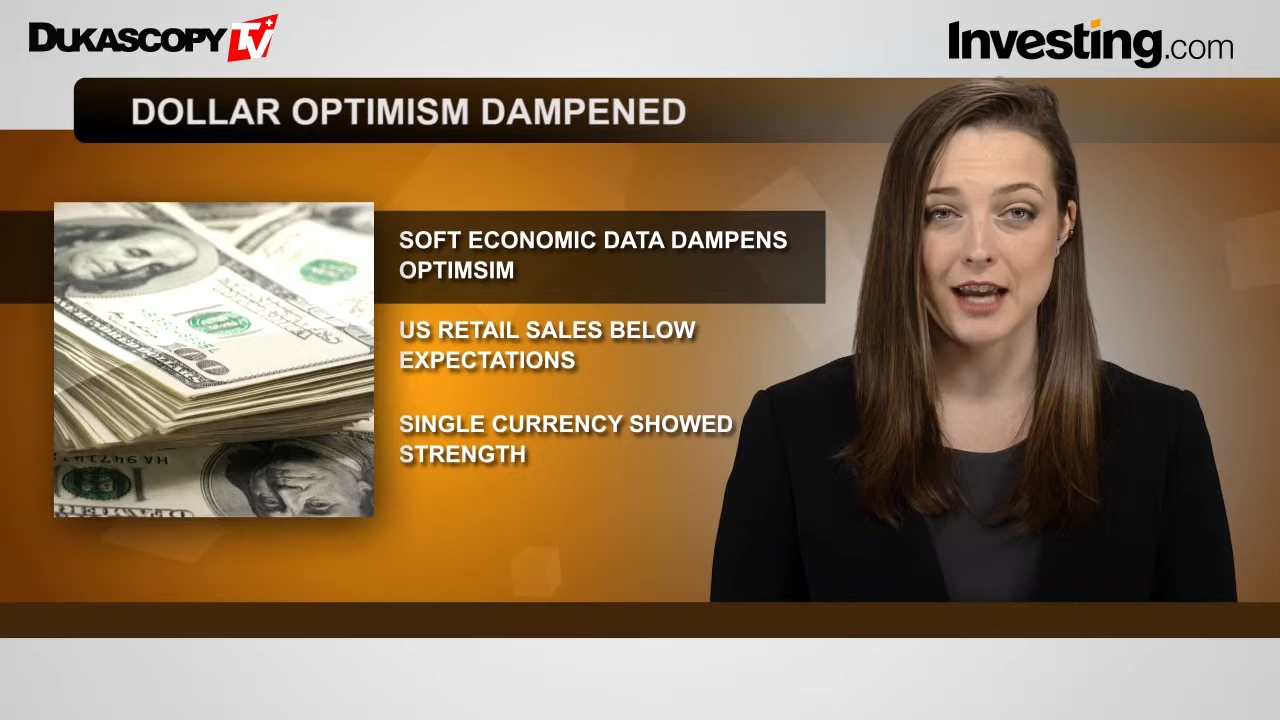 DUKASCOPY TV
Investing.com
DOLLAR OPTIMISM DAMPENED
SOFT ECONOMIC DATA DAMPENS
OPTIMSIM
US RETAIL SALES BELOW
EXPECTATIONS
SINGLE CURRENCY SHOWED
STRENGTH
100